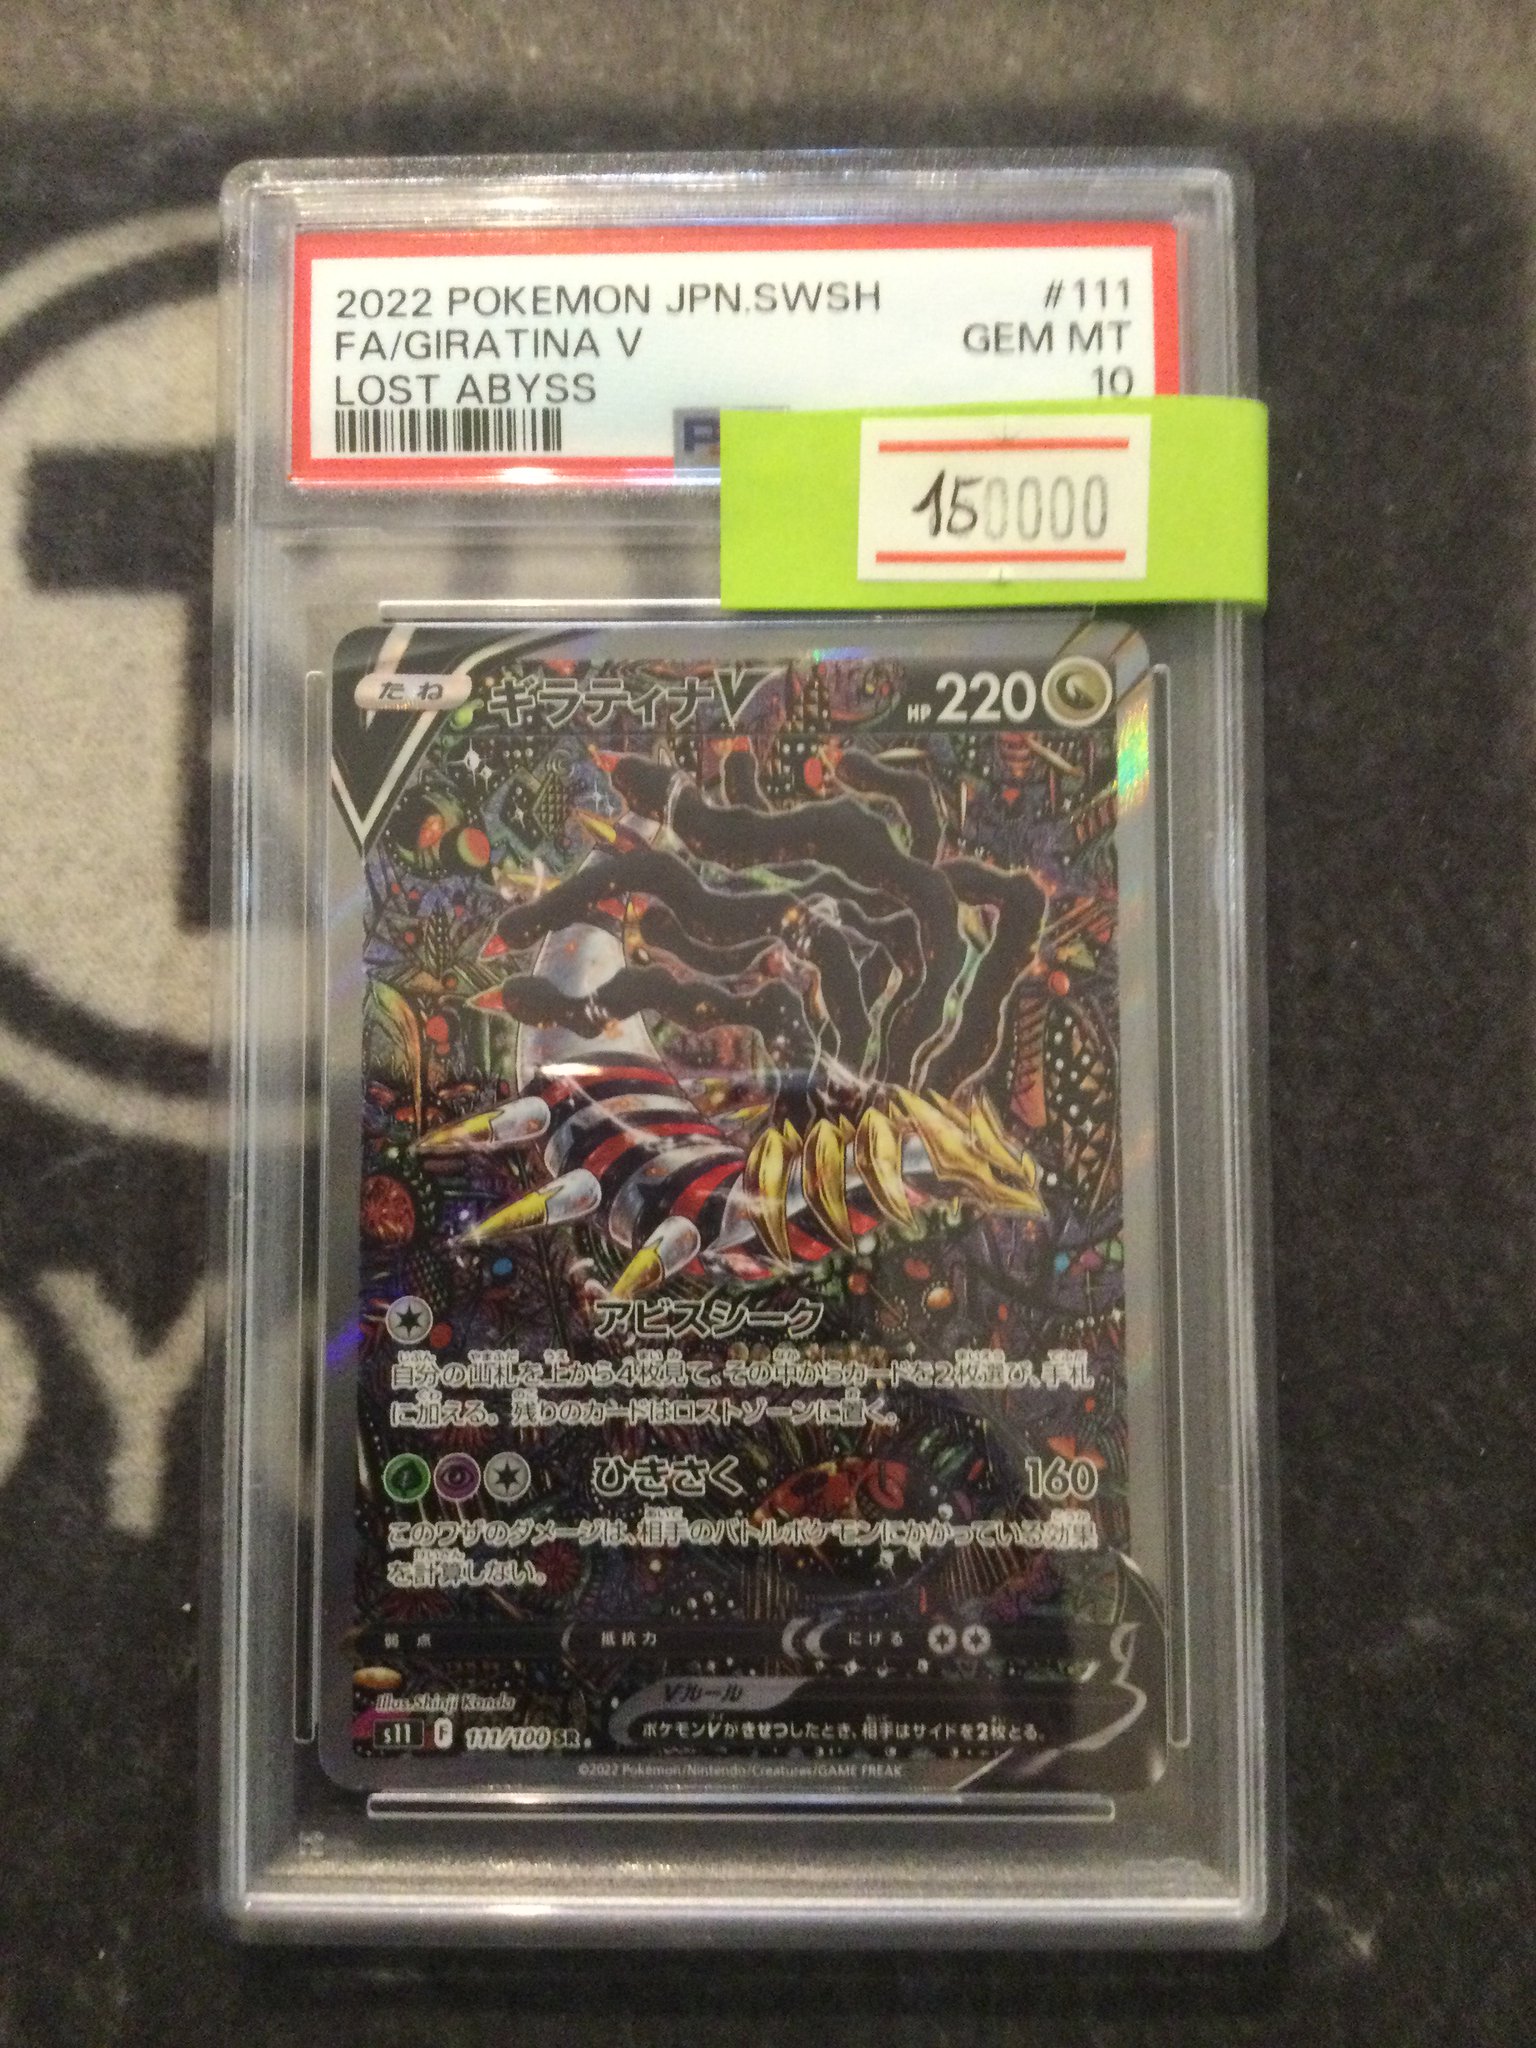 2022 POKEMON JPN.SWSH #111
FA/GIRATINA V GEM MT
LOST ABYSS 10
150000
たね ギラティナV HP 220
アビスシーク
自分の山札を上から4枚見て、その中からカードを2枚選び、手札
に加える。残りのカードはロストゾーンに置く。
ひきさく 160
このワザのダメージは、相手のバトルポケモンにかかっている効果
を計算しない。
弱点 抵抗力 にげる
Illus. Shinji Kanda
Vルール
s11 F 111/100 SR ポケモンVがきぜつしたとき、相手はサイドを2枚とる。
©2022 Pokémon/Nintendo/Creatures/GAME FREAK